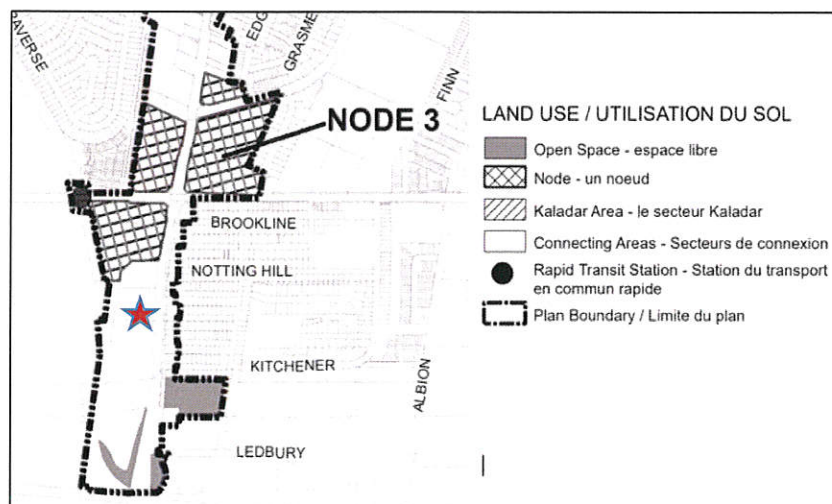 RAVERSE
EDG
GRASME
FINN
NODE 3
BROOKLINE
NOTTING HILL
KITCHENER
ALBION
LEDBURY
LAND USE / UTILISATION DU SOL
Open Space - espace libre
Node - un noeud
Kaladar Area - le secteur Kaladar
Connecting Areas - Secteurs de connexion
Rapid Transit Station - Station du transport
en commun rapide
Plan Boundary / Limite du plan